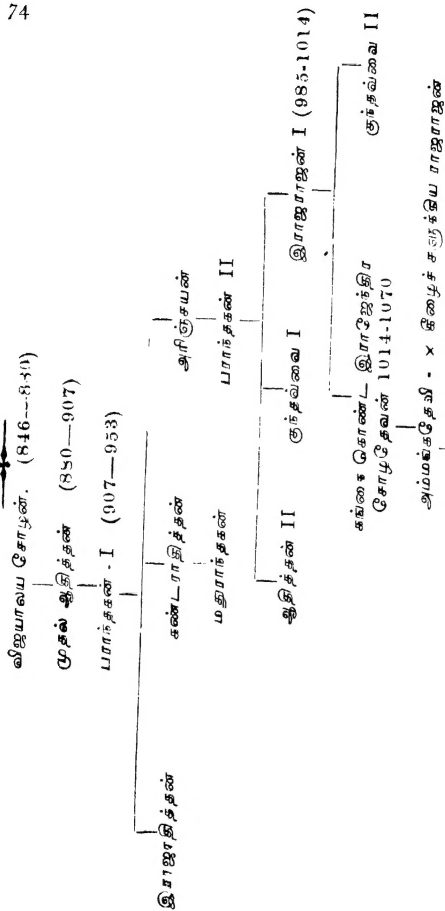 74
விஜயாலய சோழன். (846—880)
முதல் ஆதித்தன் (880—907)
பராந்தகன் - I (907—953)
இராஜாதித்தன்
கண்டராதித்தன்
அரிஞ்சயன்
மதுராந்தகன்
பராந்தகன் II
ஆதித்தன் II
குந்தவ்வை I
இராஜராஜன் I (985-1014)
கங்கை கொண்ட இராஜேந்திர
சோழதேவன் 1014-1070
குந்தவ்வை II
அம்மங்கதேவி - × கீழைச் சளுக்கிய ராஜராஜன்